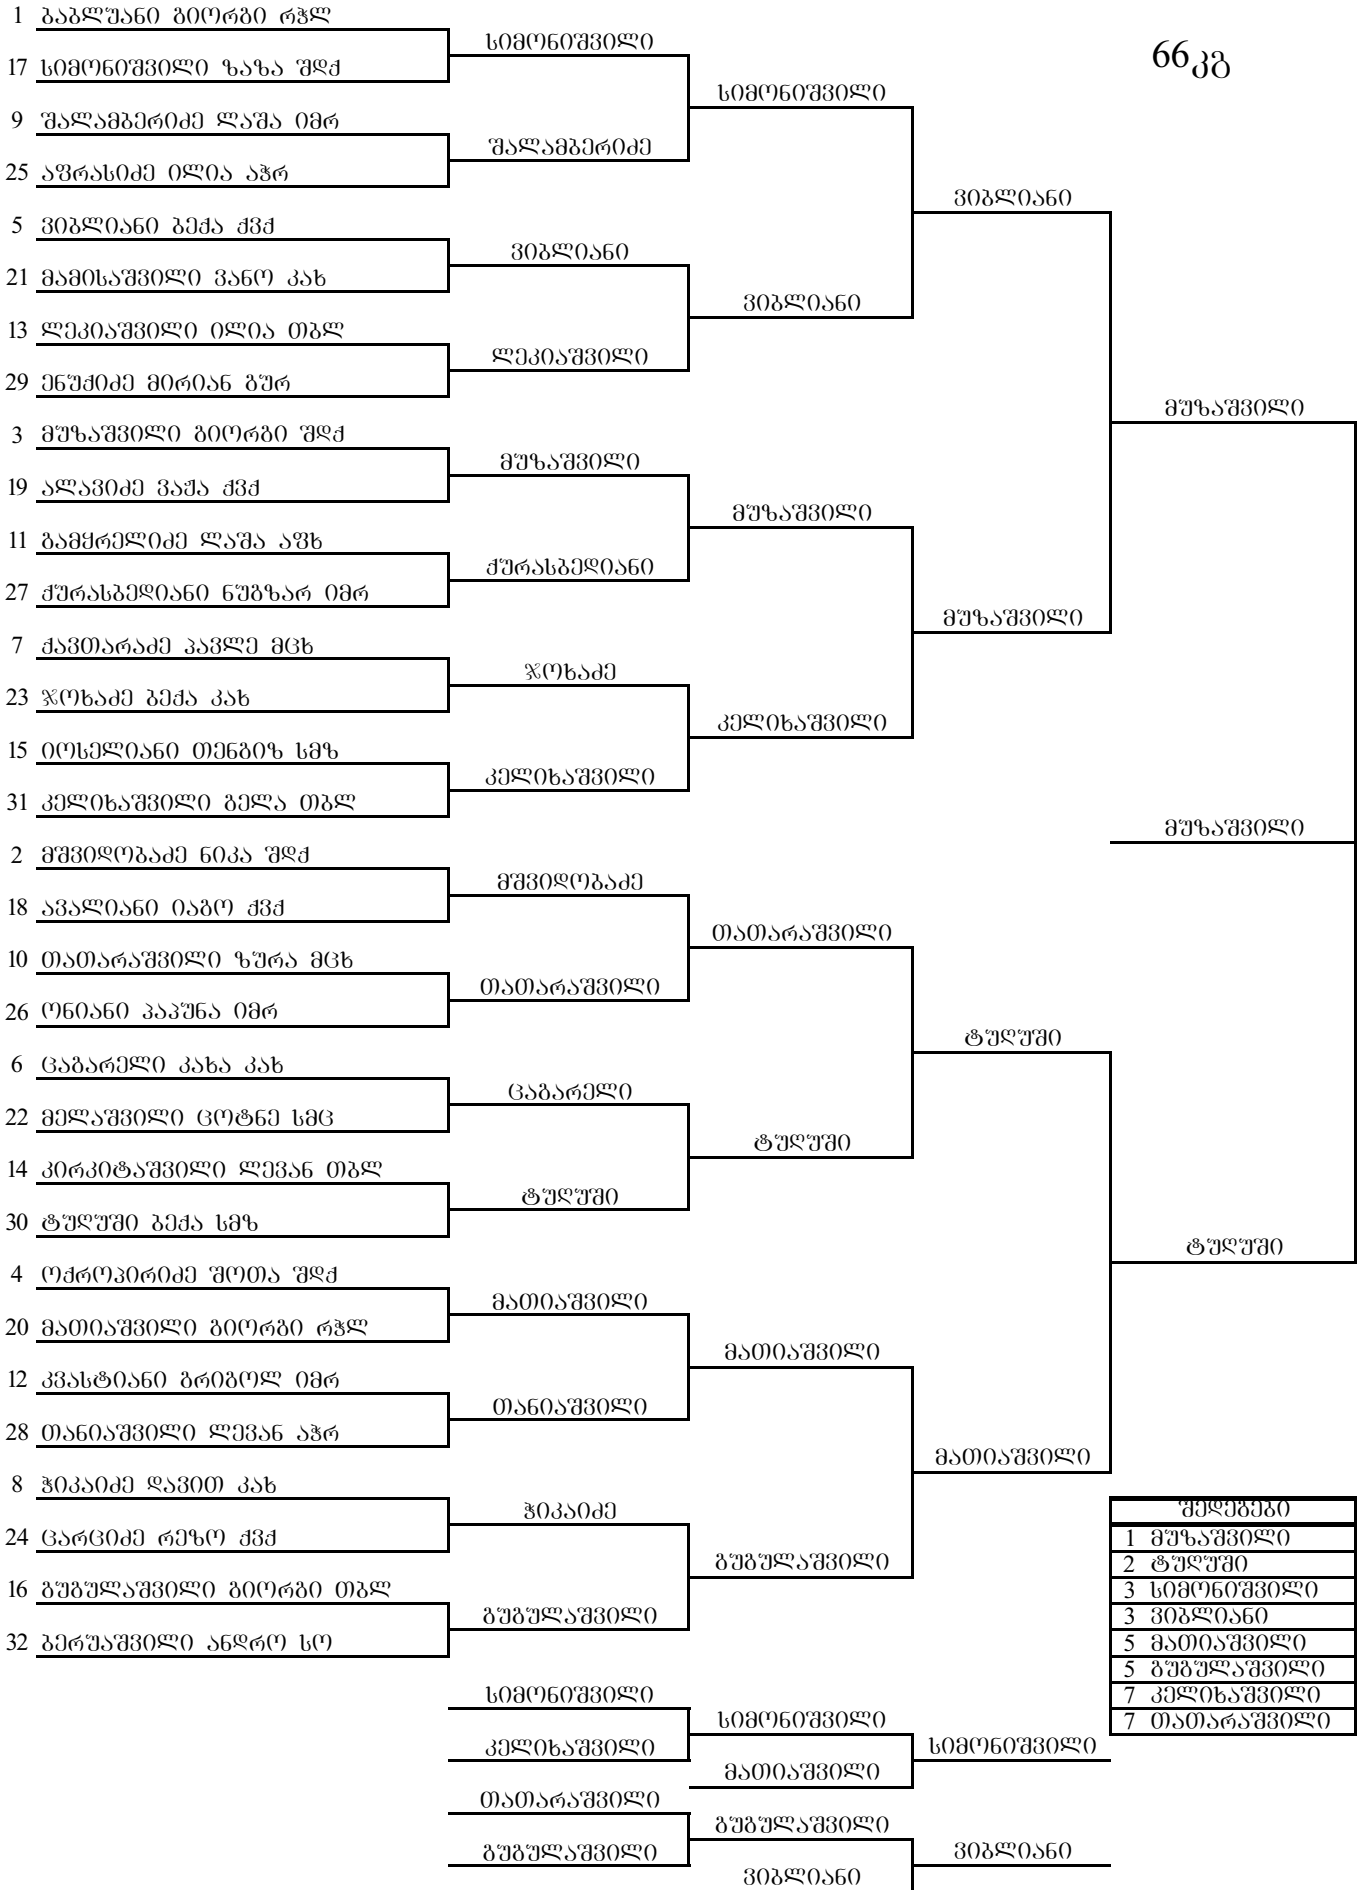 66კგ
1 ბაბლუანი გიორგი რჭლ
17 სიმონიშვილი ზაზა შდქ
9 შალამბერიძე ლაშა იმრ
25 აფრასიძე ილია აჭრ
5 ვიბლიანი ბექა ქვქ
21 მამისაშვილი ვანო კახ
13 ლეკიაშვილი ილია თბლ
29 ენუქიძე მირიან გურ
3 მუზაშვილი გიორგი შდქ
19 ალავიძე ვაჟა ქვქ
11 გამყრელიძე ლაშა აფხ
27 ქურასბედიანი ნუგზარ იმრ
7 ქავთარაძე პავლე მცხ
23 ჯოხაძე ბექა კახ
15 იოსელიანი თენგიზ სმზ
31 კელიხაშვილი გელა თბლ
2 მშვიდობაძე ნიკა შდქ
18 ავალიანი იაგო ქვქ
10 თათარაშვილი ზურა მცხ
26 ონიანი პაპუნა იმრ
6 ცაგარელი კახა კახ
22 მელაშვილი ცოტნე სმც
14 კირკიტაშვილი ლევან თბლ
30 ტუღუში ბექა სმზ
4 ოქროპირიძე შოთა შდქ
20 მათიაშვილი გიორგი რჭლ
12 კვასტიანი გრიგოლ იმრ
28 თანიაშვილი ლევან აჭრ
8 ჭიკაიძე დავით კახ
24 ცარციძე რეზო ქვქ
16 გუგულაშვილი გიორგი თბლ
32 ბერუაშვილი ანდრო სო
სიმონიშვილი
შალამბერიძე
ვიბლიანი
ლეკიაშვილი
მუზაშვილი
ქურასბედიანი
ჯოხაძე
კელიხაშვილი
მშვიდობაძე
თათარაშვილი
ცაგარელი
ტუღუში
მათიაშვილი
თანიაშვილი
ჭიკაიძე
გუგულაშვილი
სიმონიშვილი
ვიბლიანი
მუზაშვილი
კელიხაშვილი
თათარაშვილი
ტუღუში
მათიაშვილი
გუგულაშვილი
ვიბლიანი
მუზაშვილი
ტუღუში
მათიაშვილი
მუზაშვილი
ტუღუში
მუზაშვილი
სიმონიშვილი
კელიხაშვილი
თათარაშვილი
გუგულაშვილი
სიმონიშვილი
მათიაშვილი
გუგულაშვილი
ვიბლიანი
სიმონიშვილი
ვიბლიანი
შედეგები
1 მუზაშვილი
2 ტუღუში
3 სიმონიშვილი
3 ვიბლიანი
5 მათიაშვილი
5 გუგულაშვილი
7 კელიხაშვილი
7 თათარაშვილი